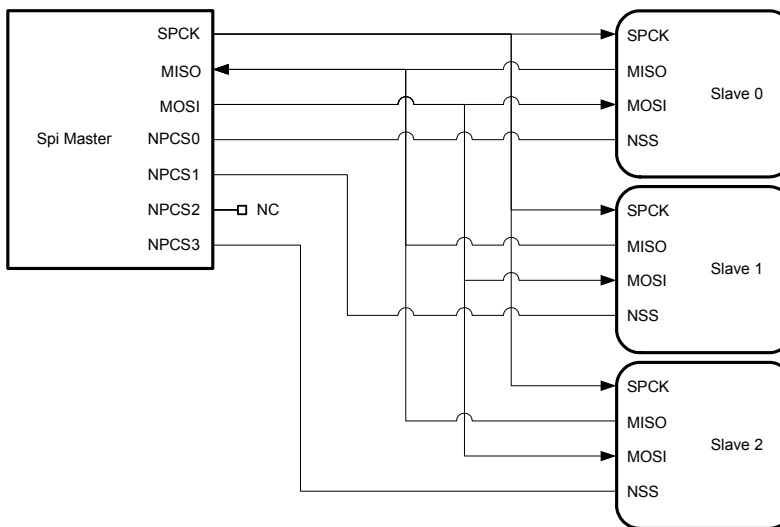 SPCK
MISO
MOSI
Spi Master
NPCS0
NPCS1
NPCS2
NC
NPCS3
SPCK
MISO
Slave 0
MOSI
NSS
SPCK
MISO
Slave 1
MOSI
NSS
SPCK
MISO
Slave 2
MOSI
NSS